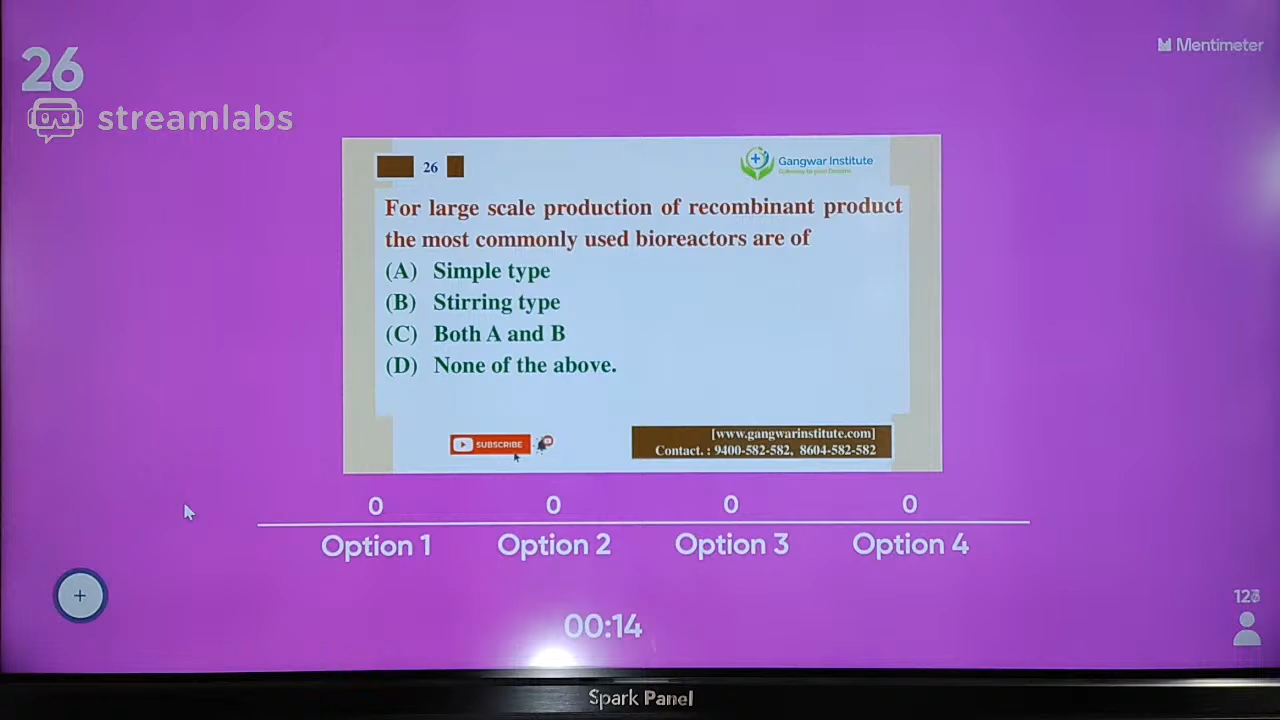 26
Mentimeter
streamlabs
26
Gangwar Institute
For large scale production of recombinant product
the most commonly used bioreactors are of
(A) Simple type
(B) Stirring type
(C) Both A and B
(D) None of the above.
SUBSCRIBE
[www.gangwarinstitute.com]
Contact. : 9400-582-582, 8604-582-582
0 0 0 0
Option 1 Option 2 Option 3 Option 4
00:14
Spark Panel